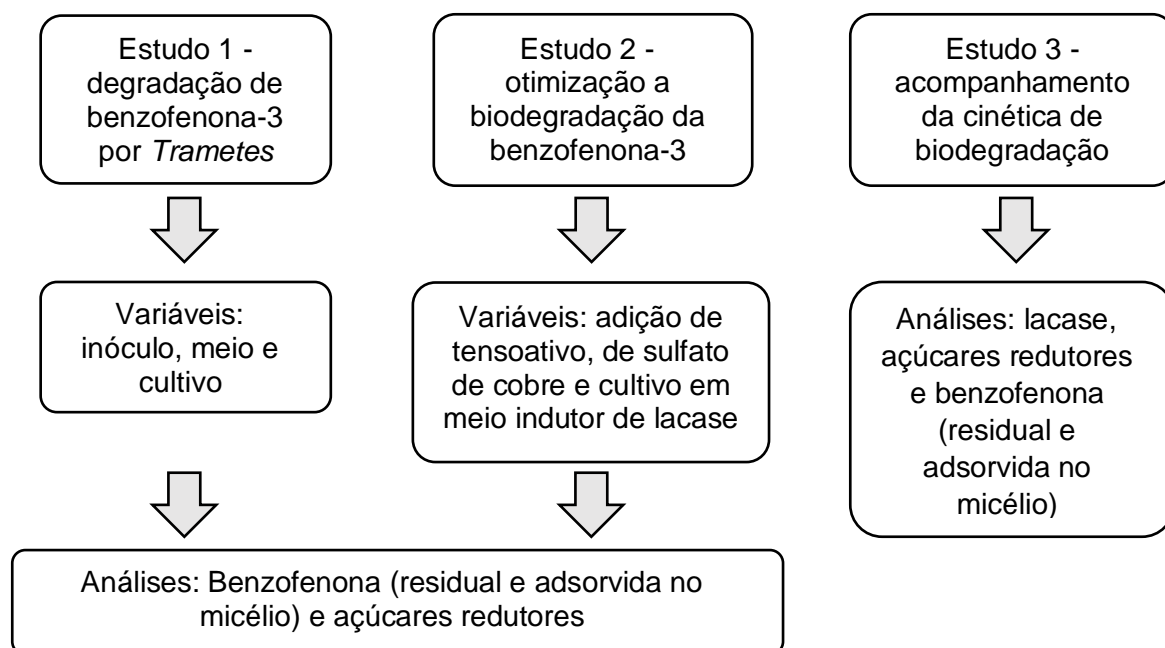 Estudo 1 -
degradação de
benzofenona-3
por Trametes
Estudo 2 -
otimização a
biodegradação da
benzofenona-3
Estudo 3 -
acompanhamento
da cinética de
biodegradação
Variáveis:
inóculo, meio e
cultivo
Variáveis: adição de
tensoativo, de sulfato
de cobre e cultivo em
meio indutor de lacase
Análises: lacase,
açúcares redutores
e benzofenona
(residual e
adsorvida no
micélio)
Análises: Benzofenona (residual e adsorvida no
micélio) e açúcares redutores